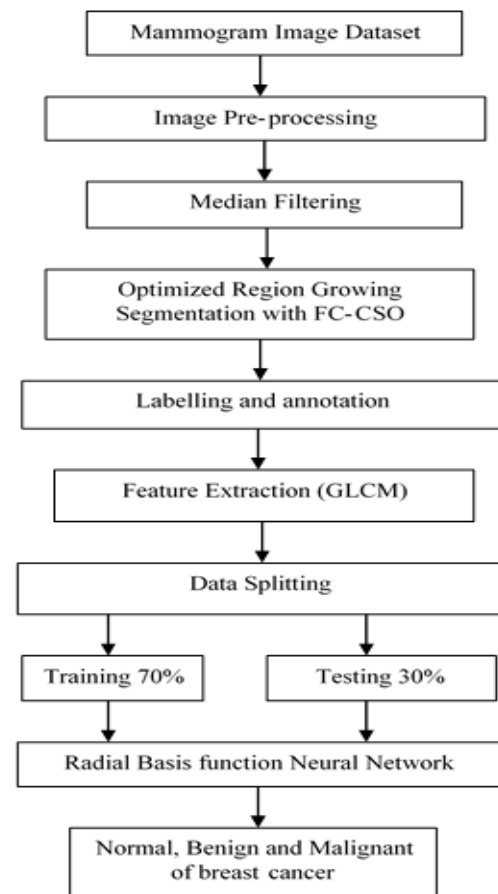 Mammogram Image Dataset
Image Pre-processing
Median Filtering
Optimized Region Growing
Segmentation with FC-CSO
Labelling and annotation
Feature Extraction (GLCM)
Data Splitting
Training 70%
Testing 30%
Radial Basis function Neural Network
Normal, Benign and Malignant
of breast cancer